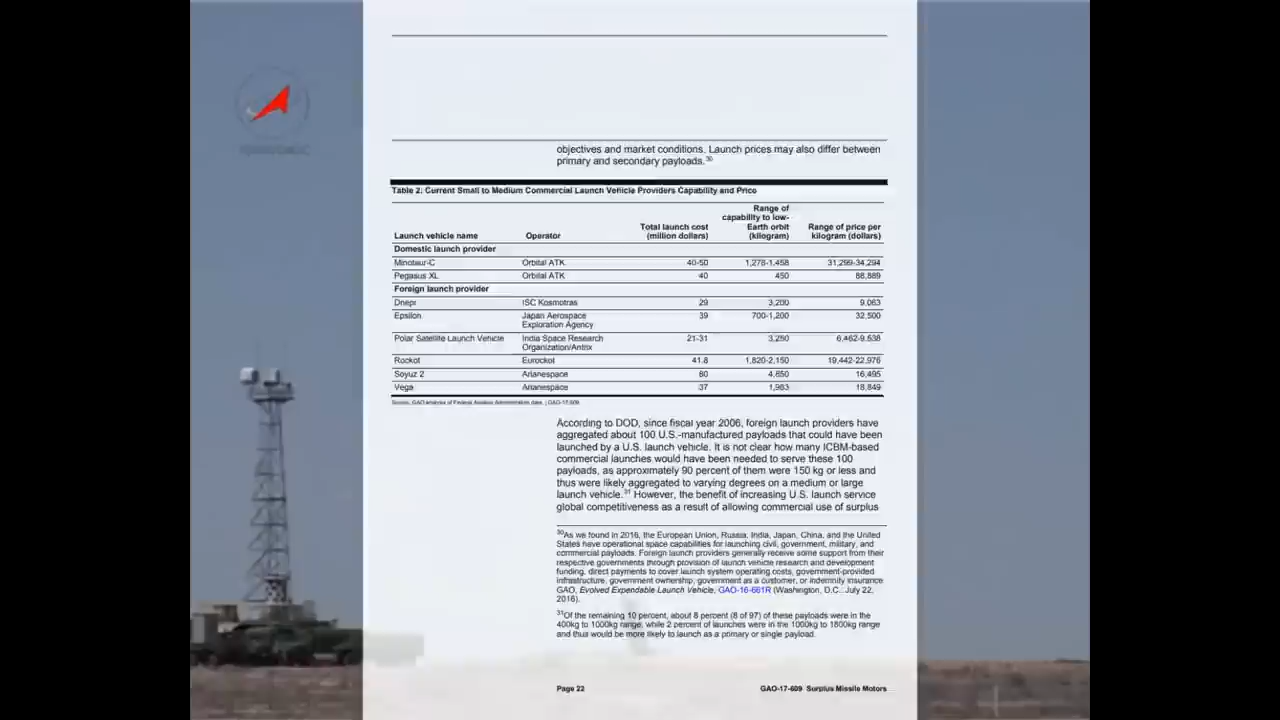 objectives and market conditions. Launch prices may also differ between
primary and secondary payloads.30
Table 2: Current Small to Medium Commercial Launch Vehicle Providers Capability and Price
Launch vehicle name Operator Total launch cost (million dollars) Range of capability to low-Earth orbit (kilogram) Range of price per kilogram (dollars)
Domestic launch provider
Minotaur-C Orbital ATK 40-50 1,278-1,458 31,299-34,294
Pegasus XL Orbital ATK 40 450 88,889
Foreign launch provider
Dnepr ISC Kosmotras 29 3,200 9,063
Epsilon Japan Aerospace Exploration Agency 39 700-1,200 32,500
Polar Satellite Launch Vehicle India Space Research Organization/Antrix 21-31 3,250 6,462-9,538
Rockot Eurockot 41.8 1,820-2,150 19,442-22,976
Soyuz 2 Arianespace 80 4,850 16,495
Vega Arianespace 37 1,963 18,849
Source: GAO analysis of Federal Aviation Administration data. | GAO-17-609
According to DOD, since fiscal year 2006, foreign launch providers have
aggregated about 100 U.S.-manufactured payloads that could have been
launched by a U.S. launch vehicle. It is not clear how many ICBM-based
commercial launches would have been needed to serve these 100
payloads, as approximately 90 percent of them were 150 kg or less and
thus were likely aggregated to varying degrees on a medium or large
launch vehicle.31 However, the benefit of increasing U.S. launch service
global competitiveness as a result of allowing commercial use of surplus
30As we found in 2016, the European Union, Russia, India, Japan, China, and the United
States have operational space capabilities for launching civil, government, military, and
commercial payloads. Foreign launch providers generally receive some support from their
respective governments through provision of launch vehicle research and development
funding, direct payments to cover launch system operating costs, government-provided
infrastructure, government ownership, government as a customer, or indemnity insurance
GAO, Evolved Expendable Launch Vehicle, GAO-16-661R (Washington, D.C.: July 22,
2016).
31Of the remaining 10 percent, about 8 percent (8 of 97) of these payloads were in the
400kg to 1000kg range, while 2 percent of launches were in the 1000kg to 1800kg range
and thus would be more likely to launch as a primary or single payload.
Page 22 GAO-17-609 Surplus Missile Motors